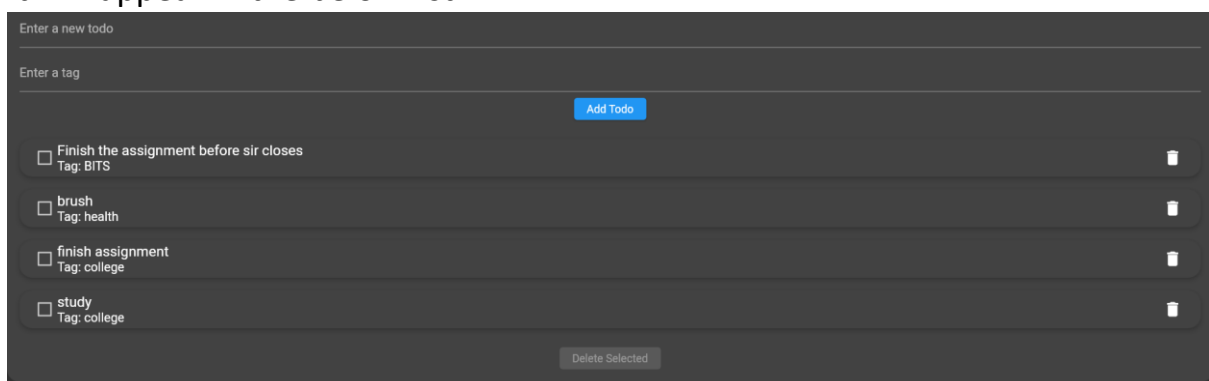 Enter a new todo
Enter a tag
Add Todo
Finish the assignment before sir closes
Tag: BITS
brush
Tag: health
finish assignment
Tag: college
study
Tag: college
Delete Selected